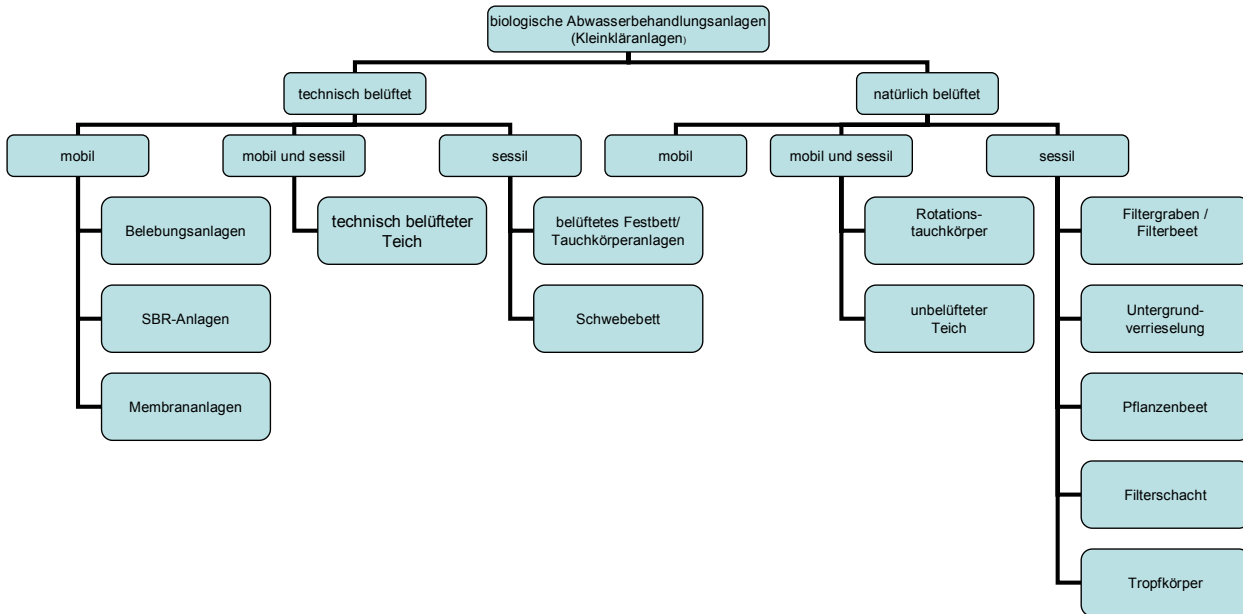 biologische Abwasserbehandlungsanlagen
(Kleinkläranlagen)
technisch belüftet
natürlich belüftet
mobil
mobil und sessil
sessil
mobil
mobil und sessil
sessil
Belebungsanlagen
SBR-Anlagen
Membrananlagen
technisch belüfteter
Teich
belüftetes Festbett/
Tauchkörperanlagen
Schwebebett
Rotations-
tauchkörper
unbelüfteter
Teich
Filtergraben /
Filterbeet
Untergrund-
verrieselung
Pflanzenbeet
Filterschacht
Tropfkörper